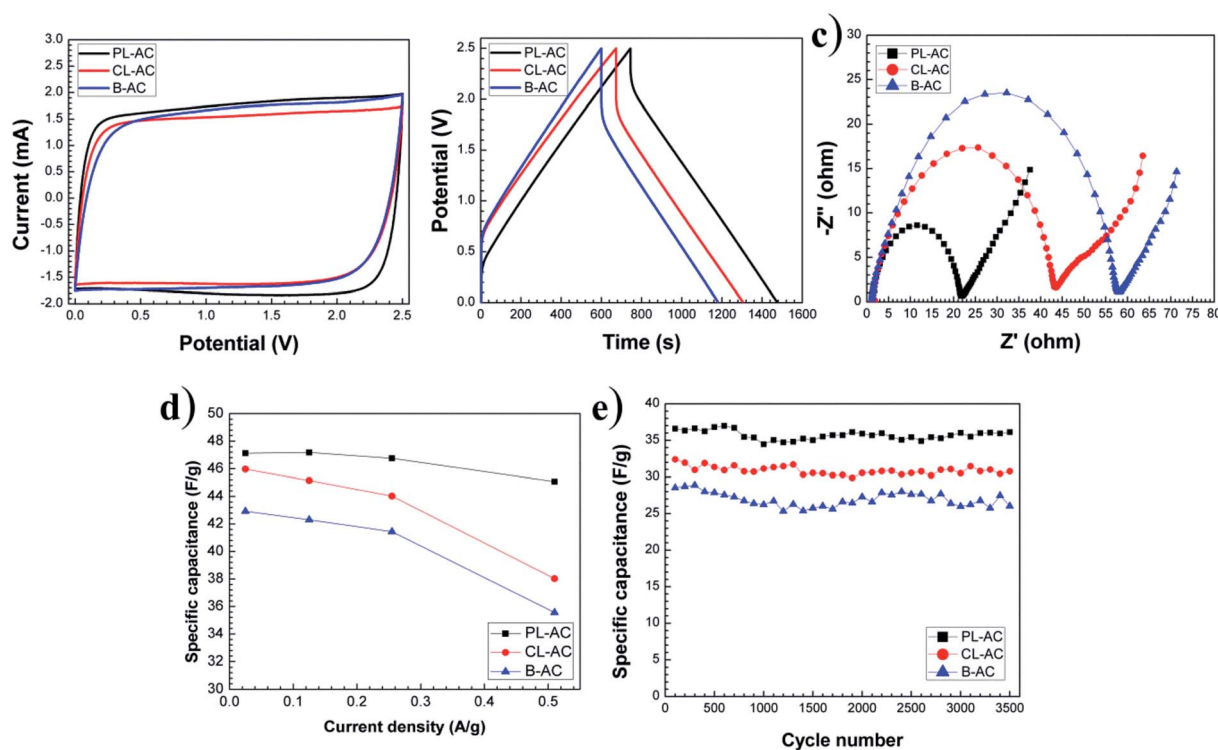 3.0
2.5
2.0
1.5
1.0
0.5
0.0
-0.5
-1.0
-1.5
-2.0
Current (mA)
PL-AC
CL-AC
B-AC
0.0 0.5 1.0 1.5 2.0 2.5
Potential (V)
2.5
2.0
1.5
1.0
0.5
0.0
Potential (V)
PL-AC
CL-AC
B-AC
0 200 400 600 800 1000 1200 1400 1600
Time (s)
c)
30
25
20
15
10
5
0
-Z'' (ohm)
PL-AC
CL-AC
B-AC
0 5 10 15 20 25 30 35 40 45 50 55 60 65 70 75 80
Z' (ohm)
d)
50
48
46
44
42
40
38
36
34
32
30
Specific capacitance (F/g)
PL-AC
CL-AC
B-AC
0.0 0.1 0.2 0.3 0.4 0.5
Current density (A/g)
e)
40
35
30
25
20
15
10
5
0
Specific capacitance (F/g)
PL-AC
CL-AC
B-AC
0 500 1000 1500 2000 2500 3000 3500
Cycle number